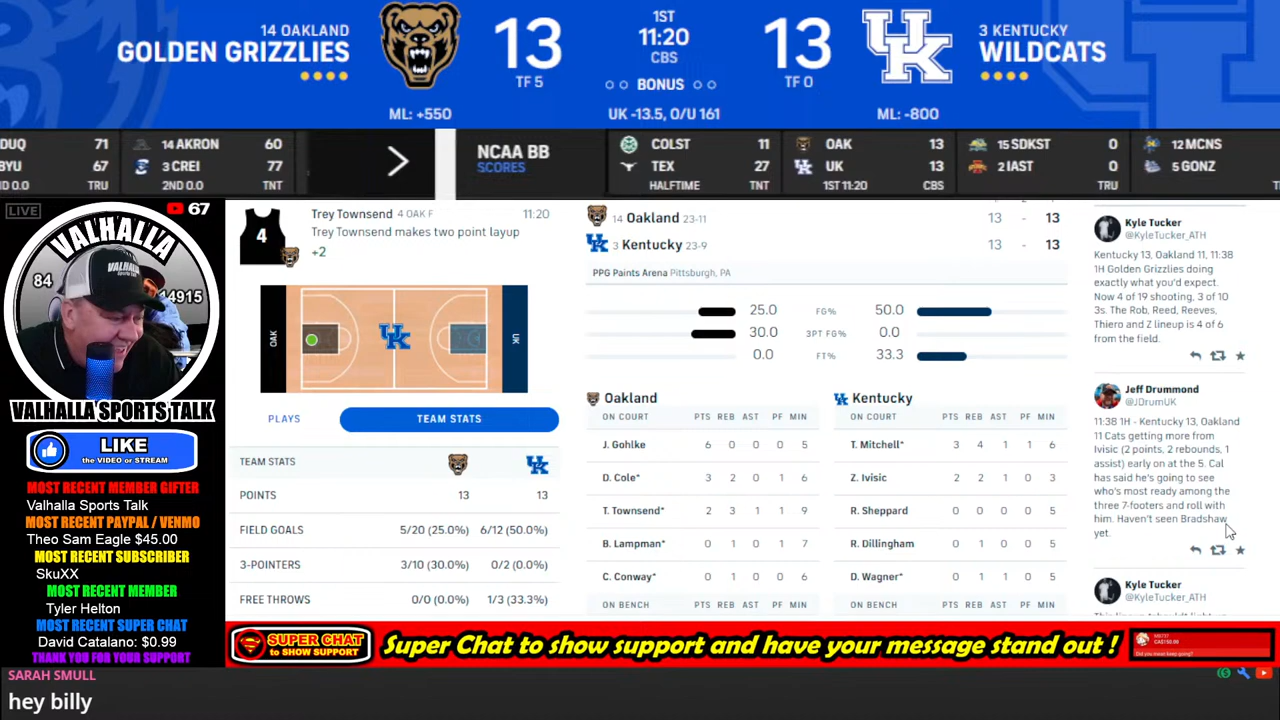 14 OAKLAND
GOLDEN GRIZZLIES
13
TF 5
ML: +550
1ST
11:20
CBS
BONUS
UK -13.5, O/U 161
13
TF 0
3 KENTUCKY
WILDCATS
ML: -800
DUQ 71
BYU 67
ND 0.0 TRU
14 AKRON 60
3 CREI 77
2ND 0.0 TNT
NCAA BB
SCORES
COLST 11
TEX 27
HALFTIME TNT
OAK 13
UK 13
1ST 11:20 CBS
15 SDKST 0
2 IAST 0
TRU
12 MCNS
5 GONZ
LIVE
67
VALHALLA
84
14915
VALHALLA SPORTS TALK
LIKE
the VIDEO or STREAM
MOST RECENT MEMBER GIFTER
Valhalla Sports Talk
MOST RECENT PAYPAL / VENMO
Theo Sam Eagle $45.00
MOST RECENT SUBSCRIBER
SkuXX
MOST RECENT MEMBER
Tyler Helton
MOST RECENT SUPER CHAT
David Catalano: $0.99
THANK YOU FOR YOUR SUPPORT
4
Trey Townsend 4 OAK F 11:20
Trey Townsend makes two point layup
+2
OAK
UK
UK
PLAYS
TEAM STATS
TEAM STATS
POINTS 13 13
FIELD GOALS 5/20 (25.0%) 6/12 (50.0%)
3-POINTERS 3/10 (30.0%) 0/2 (0.0%)
FREE THROWS 0/0 (0.0%) 1/3 (33.3%)
14 Oakland 23-11 13 - 13
3 Kentucky 23-9 13 - 13
PPG Paints Arena Pittsburgh, PA
25.0 FG% 50.0
30.0 3PT FG% 0.0
0.0 FT% 33.3
Oakland
ON COURT PTS REB AST PF MIN
J. Gohlke 6 0 0 0 5
D. Cole* 3 2 0 1 6
T. Townsend* 2 3 1 1 9
B. Lampman* 0 1 0 1 7
C. Conway* 0 1 0 0 6
ON BENCH PTS REB AST PF MIN
Kentucky
ON COURT PTS REB AST PF MIN
T. Mitchell* 3 4 1 1 6
Z. Ivisic 2 2 1 0 3
R. Sheppard 0 0 0 0 5
R. Dillingham 0 1 0 0 5
D. Wagner* 0 1 1 0 5
ON BENCH PTS REB AST PF MIN
Kyle Tucker
@KyleTucker_ATH
Kentucky 13, Oakland 11, 11:38
1H Golden Grizzlies doing
exactly what you'd expect.
Now 4 of 19 shooting, 3 of 10
3s. The Rob, Reed, Reeves,
Thiero and Z lineup is 4 of 6
from the field.
Jeff Drummond
@JDrumUK
11:38 1H - Kentucky 13, Oakland
11 Cats getting more from
Ivisic (2 points, 2 rebounds, 1
assist) early on at the 5. Cal
has said he's going to see
who's most ready among the
three 7-footers and roll with
him. Haven't seen Bradshaw
yet.
Kyle Tucker
@KyleTucker_ATH
SUPER CHAT
to SHOW SUPPORT
Super Chat to show support and have your message stand out !
SARAH SMULL
hey billy